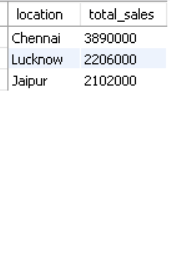 location total_sales
Chennai 3890000
Lucknow 2206000
Jaipur 2102000